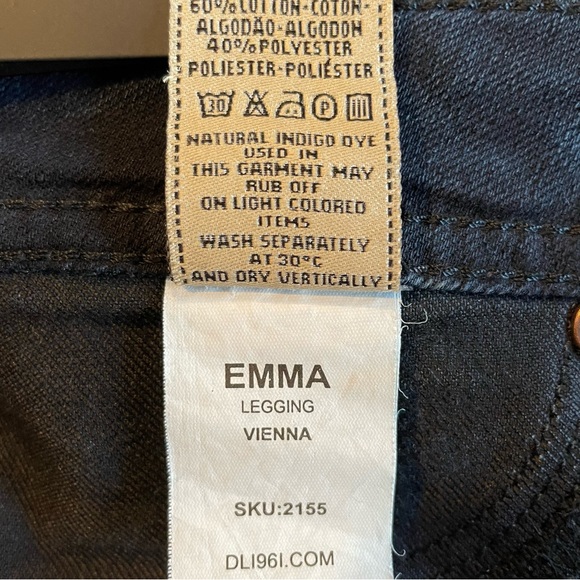 60%COTTON-COTON-
ALGODÃO-ALGODON
40%POLYESTER
POLIESTER-POLIÉSTER
30 P
NATURAL INDIGO DYE
USED IN
THIS GARMENT MAY
RUB OFF
ON LIGHT COLORED
ITEMS
WASH SEPARATELY
AT 30°C
AND DRY VERTICALLY
EMMA
LEGGING
VIENNA
SKU:2155
DL1961.COM